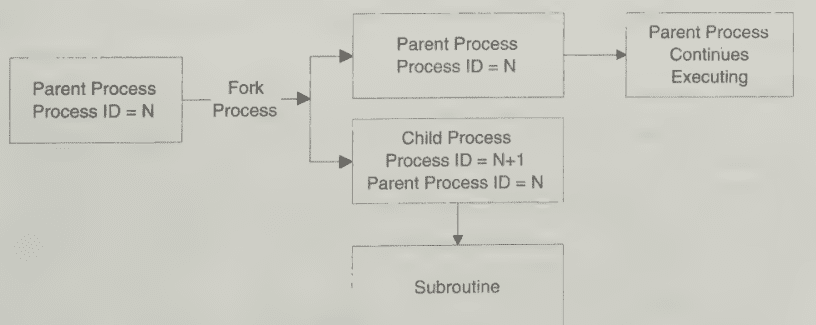 Parent Process
Process ID = N
Fork
Process
Parent Process
Process ID = N
Parent Process
Continues
Executing
Child Process
Process ID = N+1
Parent Process ID = N
Subroutine